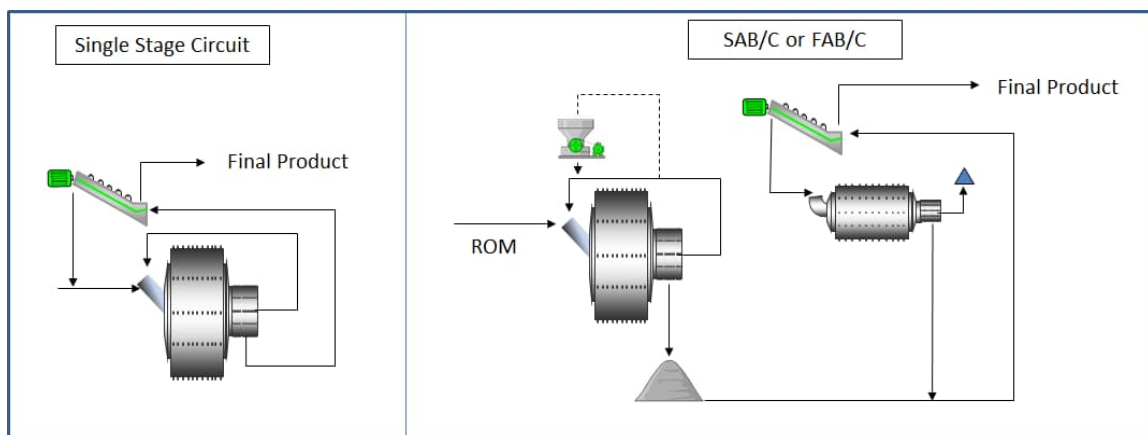 Single Stage Circuit
SAB/C or FAB/C
Final Product
Final Product
ROM